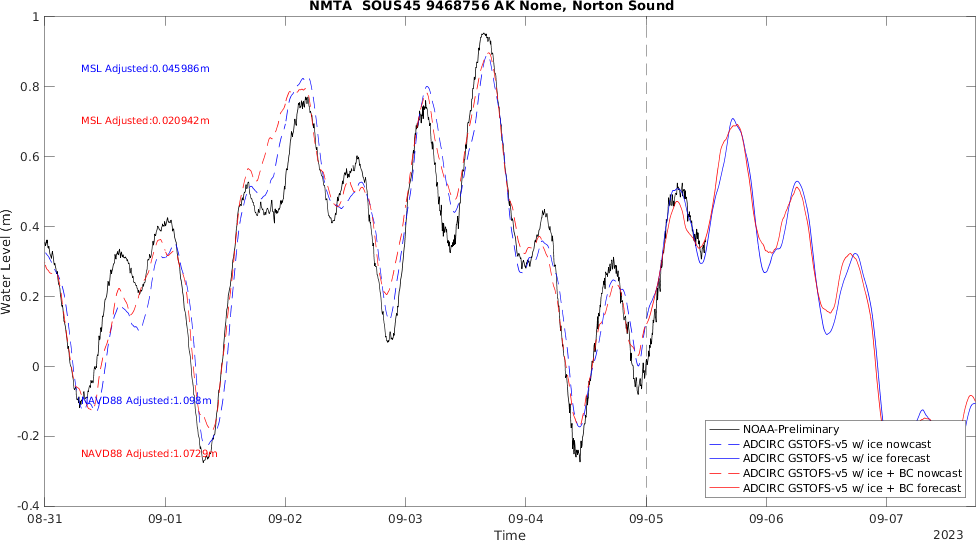 NMTA SOUS45 9468756 AK Nome, Norton Sound
1
0.8
0.6
0.4
0.2
0
-0.2
-0.4
Water Level (m)
MSL Adjusted:0.045986m
MSL Adjusted:0.020942m
NAVD88 Adjusted:1.098m
NAVD88 Adjusted:1.0729m
NOAA-Preliminary
ADCIRC GSTOFS-v5 w/ ice nowcast
ADCIRC GSTOFS-v5 w/ ice forecast
ADCIRC GSTOFS-v5 w/ ice + BC nowcast
ADCIRC GSTOFS-v5 w/ ice + BC forecast
08-31 09-01 09-02 09-03 09-04 09-05 09-06 09-07
Time
2023